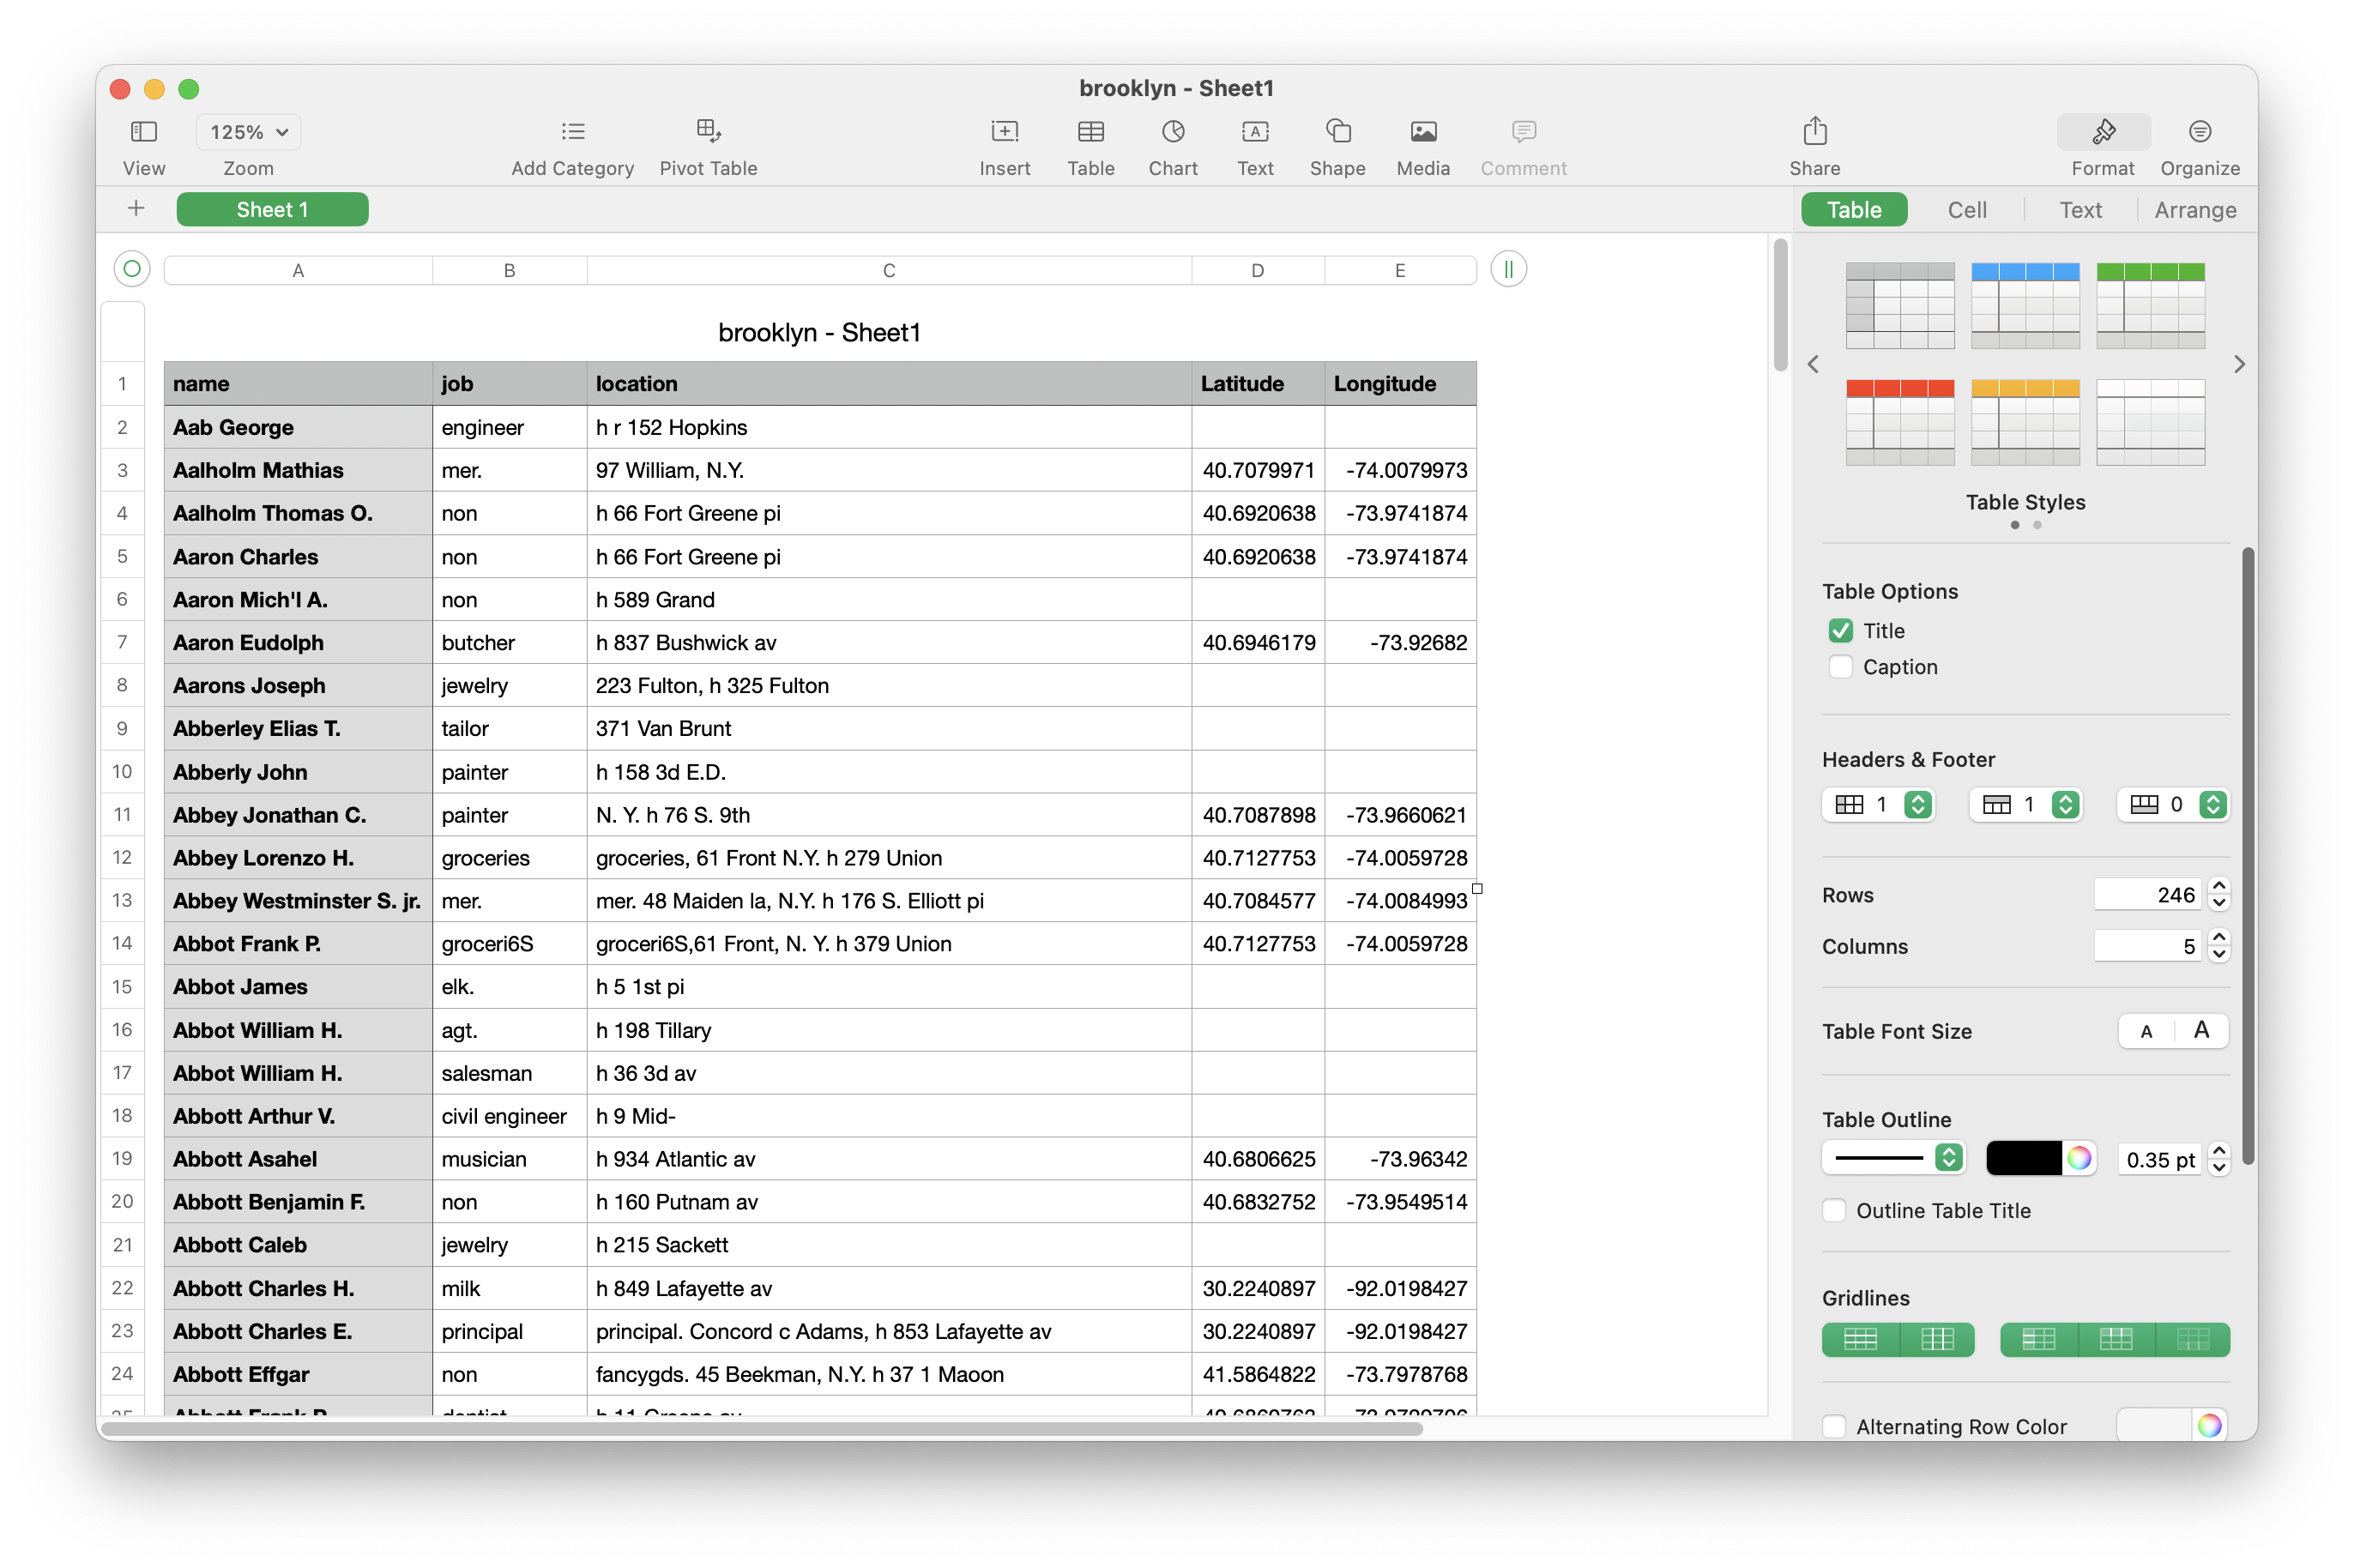 brooklyn - Sheet1
125%
View Zoom Add Category Pivot Table Insert Table Chart Text Shape Media Comment Share Format Organize
Sheet 1
Table Cell Text Arrange
A B C D E
brooklyn - Sheet1
1 name job location Latitude Longitude
2 Aab George engineer h r 152 Hopkins
3 Aalholm Mathias mer. 97 William, N.Y. 40.7079971 -74.0079973
4 Aalholm Thomas O. non h 66 Fort Greene pi 40.6920638 -73.9741874
5 Aaron Charles non h 66 Fort Greene pi 40.6920638 -73.9741874
6 Aaron Mich'l A. non h 589 Grand
7 Aaron Eudolph butcher h 837 Bushwick av 40.6946179 -73.92682
8 Aarons Joseph jewelry 223 Fulton, h 325 Fulton
9 Abberley Elias T. tailor 371 Van Brunt
10 Abberly John painter h 158 3d E.D.
11 Abbey Jonathan C. painter N. Y. h 76 S. 9th 40.7087898 -73.9660621
12 Abbey Lorenzo H. groceries groceries, 61 Front N.Y. h 279 Union 40.7127753 -74.0059728
13 Abbey Westminster S. jr. mer. mer. 48 Maiden la, N.Y. h 176 S. Elliott pi 40.7084577 -74.0084993
14 Abbot Frank P. groceri6S groceri6S,61 Front, N. Y. h 379 Union 40.7127753 -74.0059728
15 Abbot James elk. h 5 1st pi
16 Abbot William H. agt. h 198 Tillary
17 Abbot William H. salesman h 36 3d av
18 Abbott Arthur V. civil engineer h 9 Mid-
19 Abbott Asahel musician h 934 Atlantic av 40.6806625 -73.96342
20 Abbott Benjamin F. non h 160 Putnam av 40.6832752 -73.9549514
21 Abbott Caleb jewelry h 215 Sackett
22 Abbott Charles H. milk h 849 Lafayette av 30.2240897 -92.0198427
23 Abbott Charles E. principal principal. Concord c Adams, h 853 Lafayette av 30.2240897 -92.0198427
24 Abbott Effgar non fancygds. 45 Beekman, N.Y. h 37 1 Maoon 41.5864822 -73.7978768
Table Styles
Table Options
Title
Caption
Headers & Footer
1 1 0
Rows 246
Columns 5
Table Font Size A A
Table Outline
0.35 pt
Outline Table Title
Gridlines
Alternating Row Color